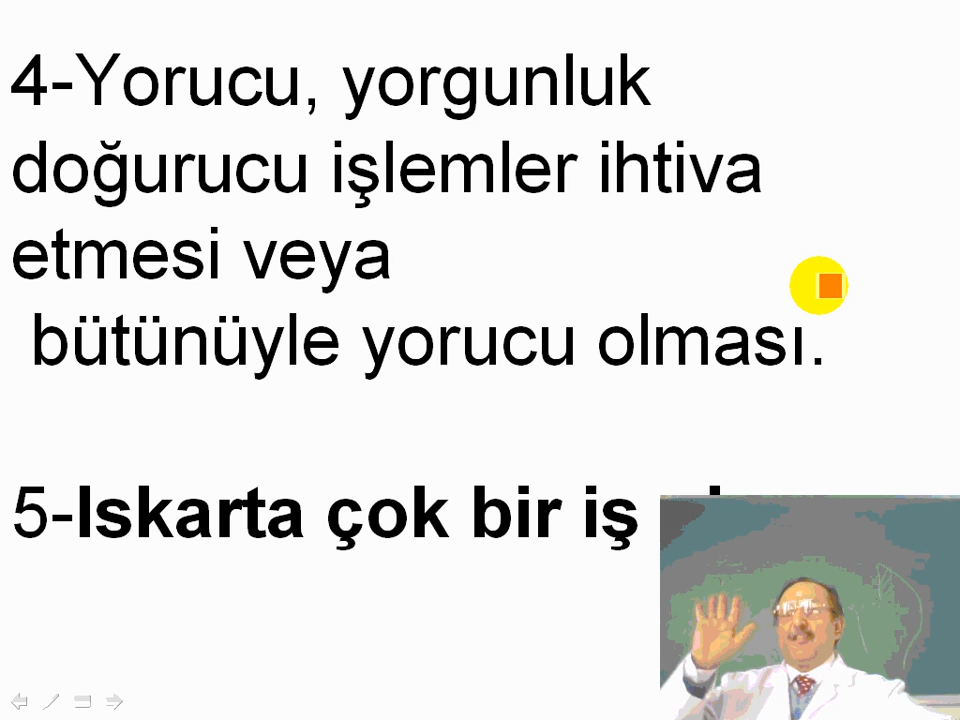 4-Yorucu, yorgunluk
doğurucu işlemler ihtiva
etmesi veya
bütünüyle yorucu olması.
5-Iskarta çok bir iş